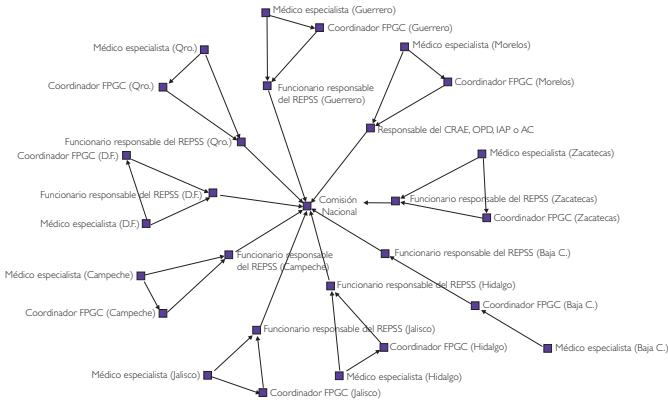 Médico especialista (Guerrero)
Coordinador FPGC (Guerrero)
Médico especialista (Qro.)
Médico especialista (Morelos)
Coordinador FPGC (Qro.)
Funcionario responsable
del REPSS (Guerrero)
Coordinador FPGC (Morelos)
Responsable del CRAE, OPD, IAP o AC
Funcionario responsable del REPSS (Qro.)
Coordinador FPGC (D.F.)
Médico especialista (Zacatecas)
Funcionario responsable del REPSS (D.F.)
Comisión
Nacional
Funcionario responsable del REPSS (Zacatecas)
Médico especialista (D.F.)
Coordinador FPGC (Zacatecas)
Funcionario responsable
del REPSS (Campeche)
Funcionario responsable del REPSS (Baja C.)
Médico especialista (Campeche)
Funcionario responsable del REPSS (Hidalgo)
Coordinador FPGC (Campeche)
Coordinador FPGC (Baja C.)
Funcionario responsable del REPSS (Jalisco)
Coordinador FPGC (Hidalgo)
Médico especialista (Baja C.)
Médico especialista (Jalisco)
Médico especialista (Hidalgo)
Coordinador FPGC (Jalisco)